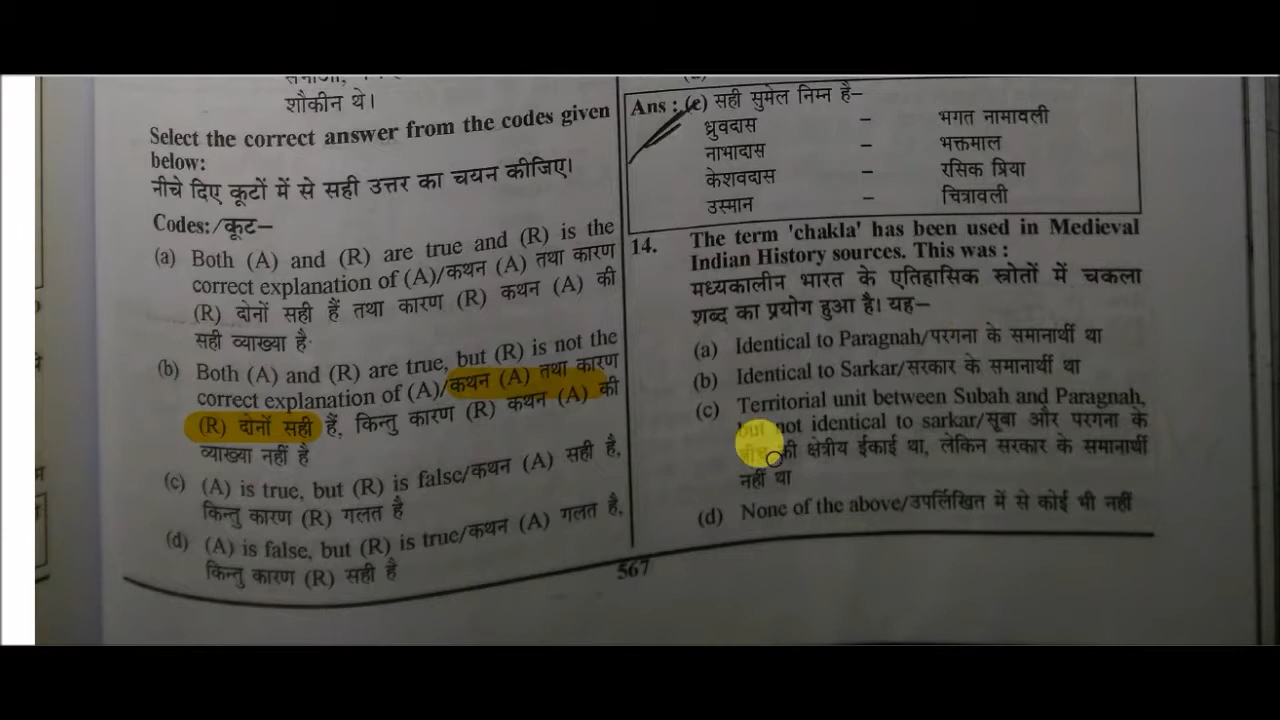 शौकीन थे।
Select the correct answer from the codes given
below:
नीचे दिए कूटों में से सही उत्तर का चयन कीजिए।
Codes:/कूट–
(a) Both (A) and (R) are true and (R) is the
correct explanation of (A)/कथन (A) तथा कारण
(R) दोनों सही हैं तथा कारण (R) कथन (A) की
सही व्याख्या है
(b) Both (A) and (R) are true, but (R) is not the
correct explanation of (A)/कथन (A) तथा कारण
(R) दोनों सही हैं, किन्तु कारण (R) कथन (A) की
व्याख्या नहीं है
(c) (A) is true, but (R) is false/कथन (A) सही है,
किन्तु कारण (R) गलत है
(d) (A) is false, but (R) is true/कथन (A) गलत है,
किन्तु कारण (R) सही है
Ans : (c) सही सुमेल निम्न है–
ध्रुवदास – भगत नामावली
नाभादास – भक्तमाल
केशवदास – रसिक प्रिया
उस्मान – चित्रावली
14. The term 'chakla' has been used in Medieval
Indian History sources. This was :
मध्यकालीन भारत के एतिहासिक स्त्रोतों में चकला
शब्द का प्रयोग हुआ है। यह–
(a) Identical to Paragnah/परगना के समानार्थी था
(b) Identical to Sarkar/सरकार के समानार्थी था
(c) Territorial unit between Subah and Paragnah,
but not identical to sarkar/सूबा और परगना के
बीच की क्षेत्रीय ईकाई था, लेकिन सरकार के समानार्थी
नहीं था
(d) None of the above/उपर्लिखित में से कोई भी नहीं
567